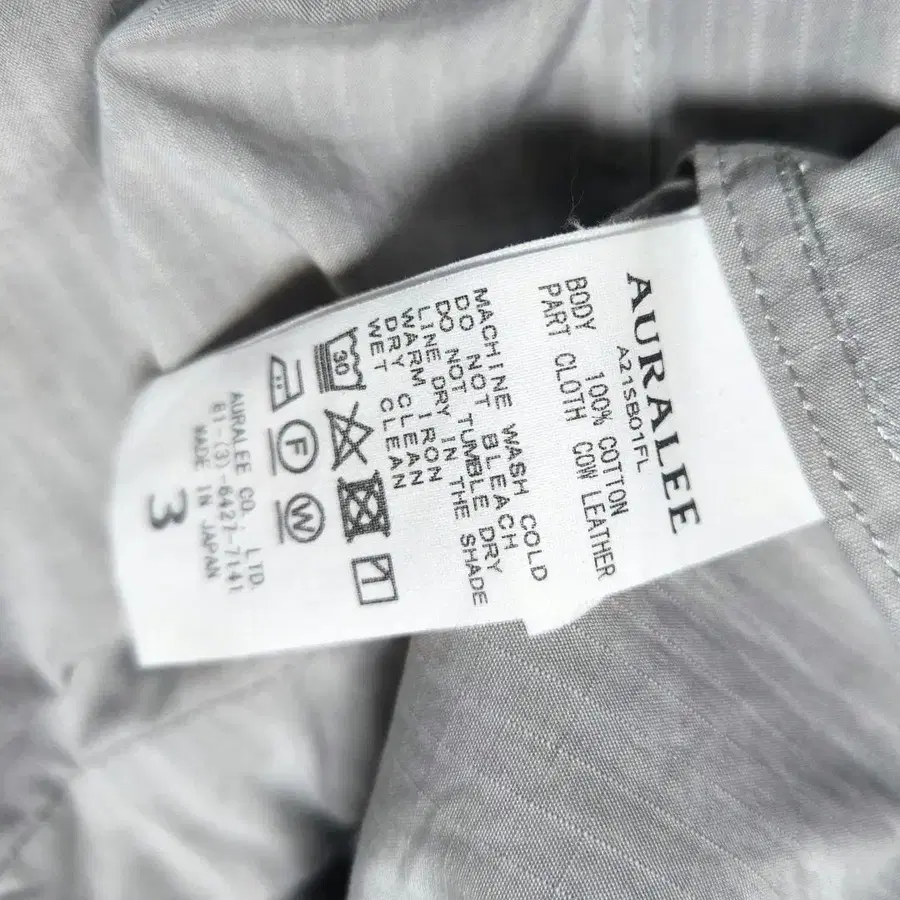 AURALEE
A21SB01FL
BODY 100% COTTON
PART CLOTH COW LEATHER
MACHINE WASH COLD
DO NOT BLEACH
DO NOT TUMBLE DRY
LINE DRY IN THE SHADE
WARM IRON
DRY CLEAN
WET CLEAN
30
F W
AURALEE CO., LTD.
81-(3)-6427-7141
MADE IN JAPAN
3